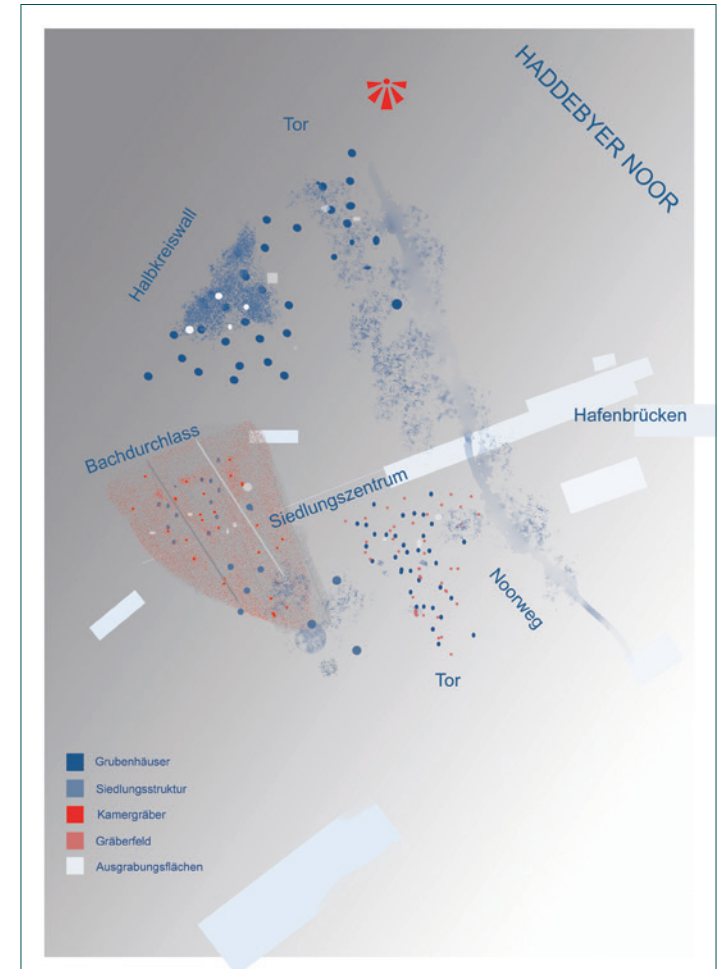 HADDEBYER NOOR
Tor
Halbkreiswall
Hafenbrücken
Bachdurchlass
Siedlungszentrum
Noorweg
Tor
Grubenhäuser
Siedlungsstruktur
Kamergräber
Gräberfeld
Ausgrabungsflächen